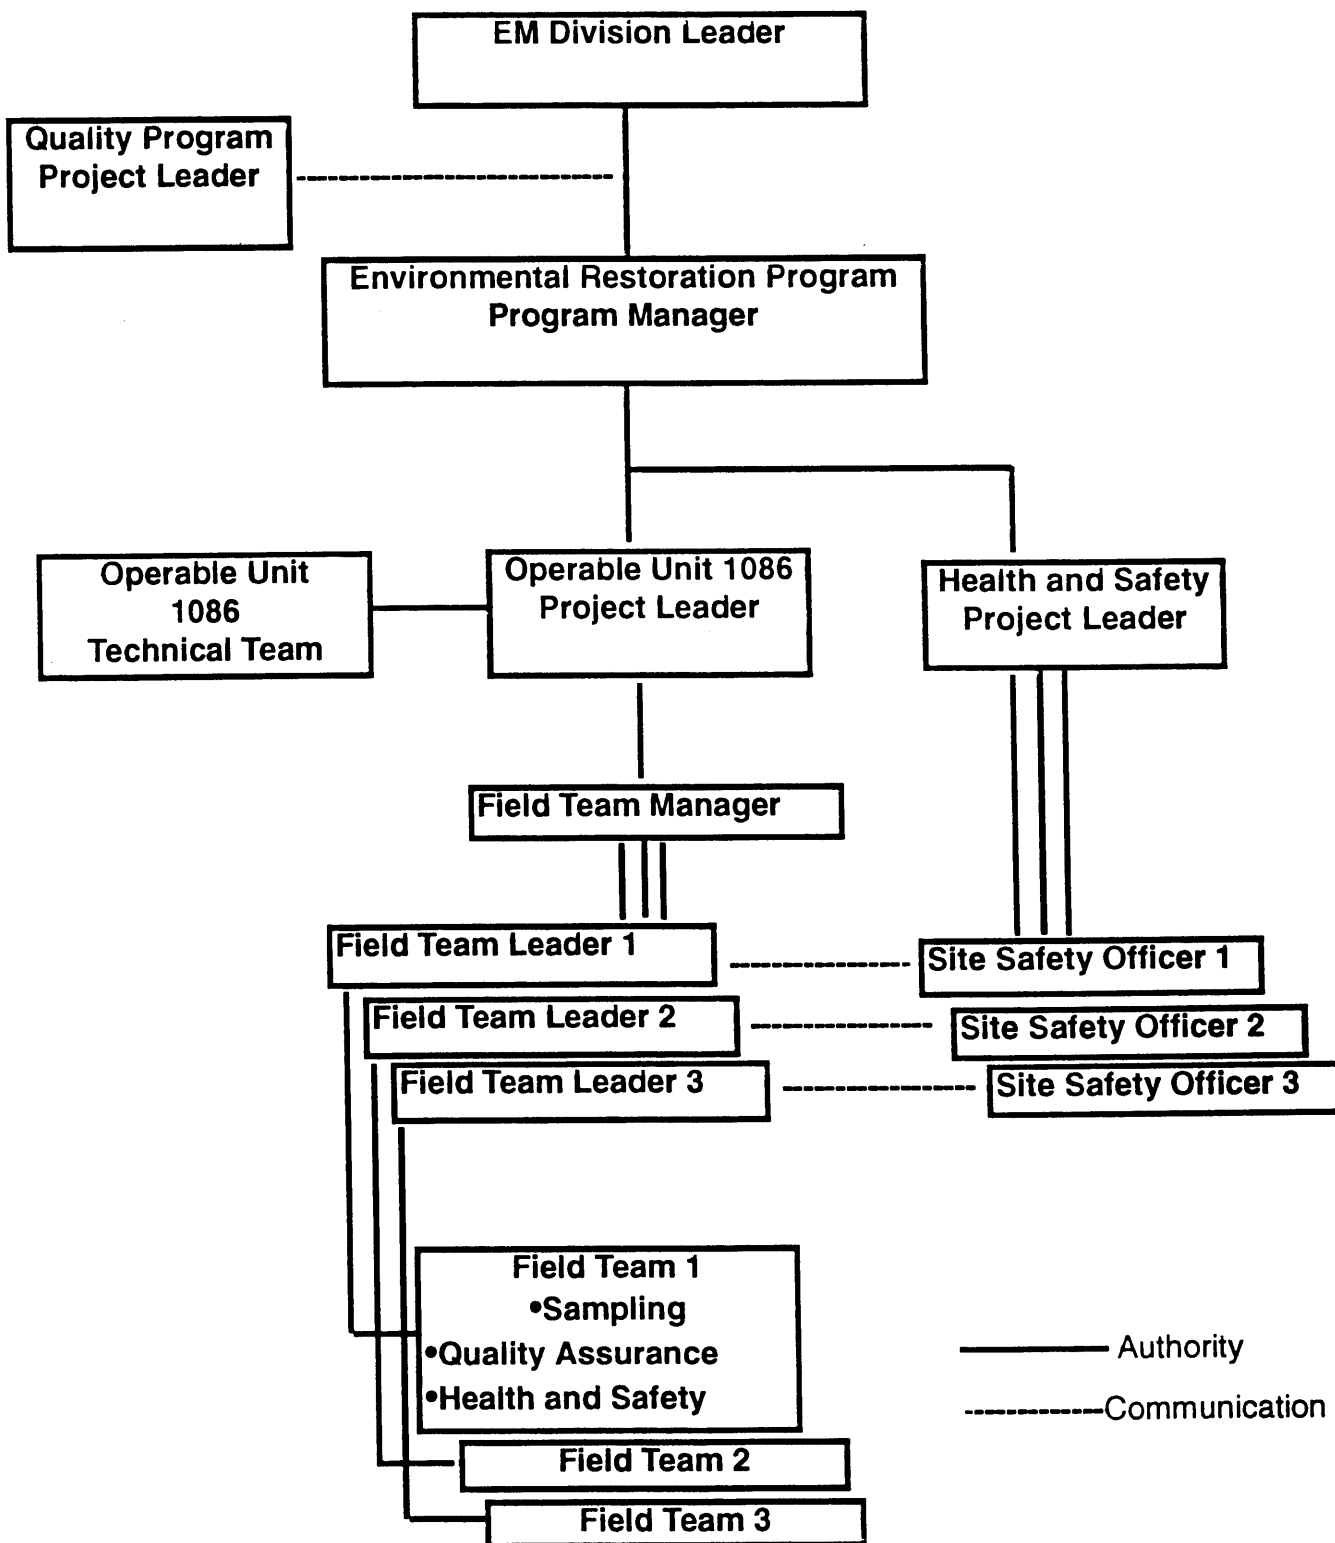 EM Division Leader
Quality Program
Project Leader
Environmental Restoration Program
Program Manager
Operable Unit
1086
Technical Team
Operable Unit 1086
Project Leader
Health and Safety
Project Leader
Field Team Manager
Field Team Leader 1
Site Safety Officer 1
Field Team Leader 2
Site Safety Officer 2
Field Team Leader 3
Site Safety Officer 3
Field Team 1
•Sampling
•Quality Assurance
•Health and Safety
Field Team 2
Field Team 3
Authority
Communication